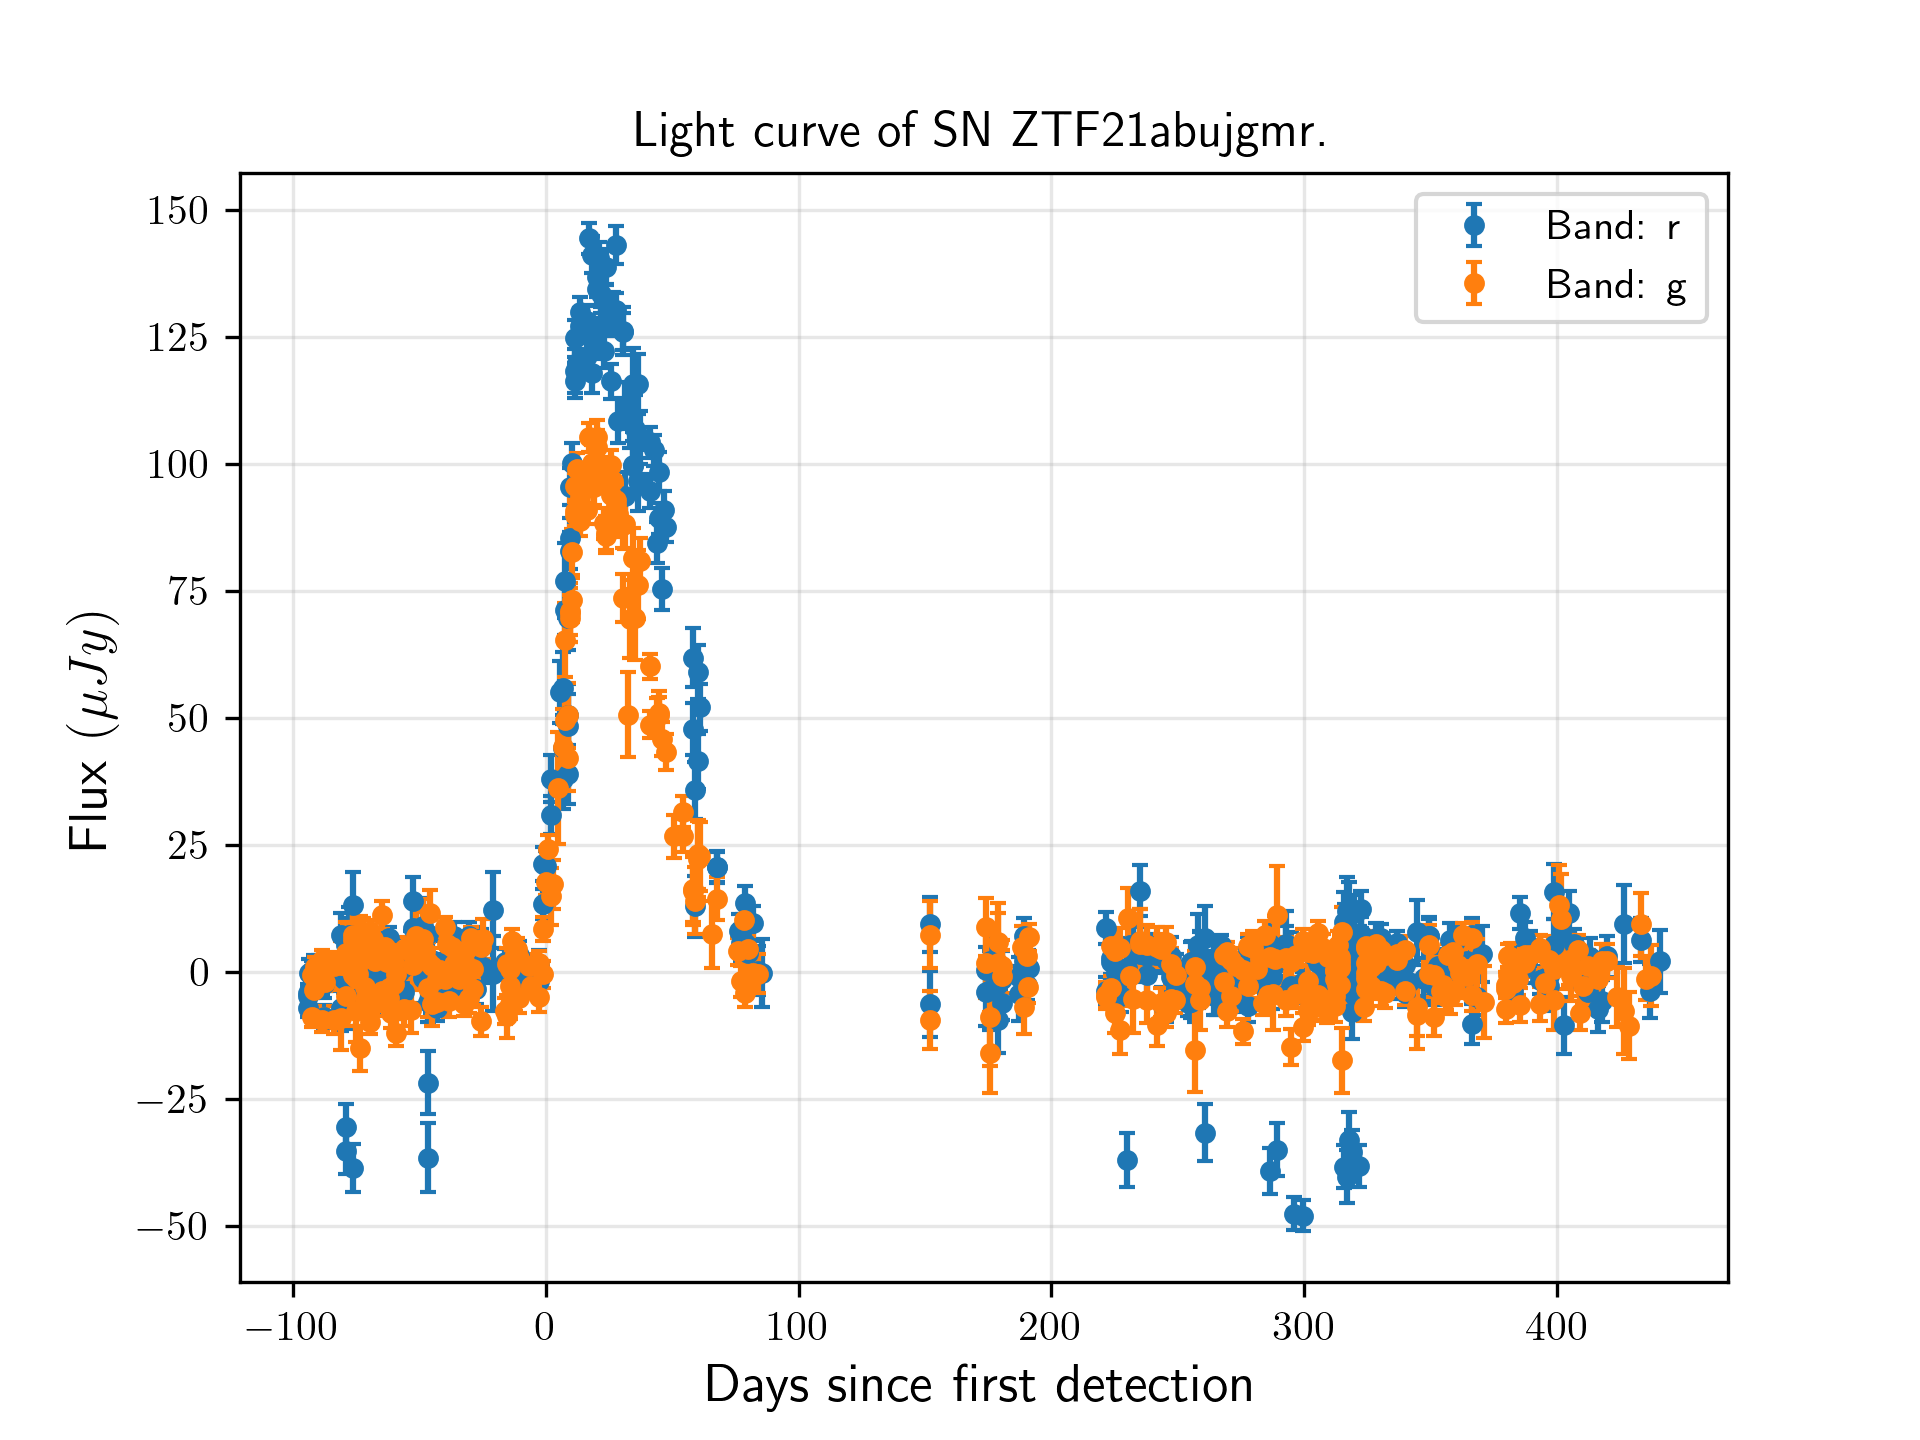 Light curve of SN ZTF21abujgmr.
150
125
100
75
50
25
0
−25
−50
Flux (μJy)
Band: r
Band: g
−100 0 100 200 300 400
Days since first detection